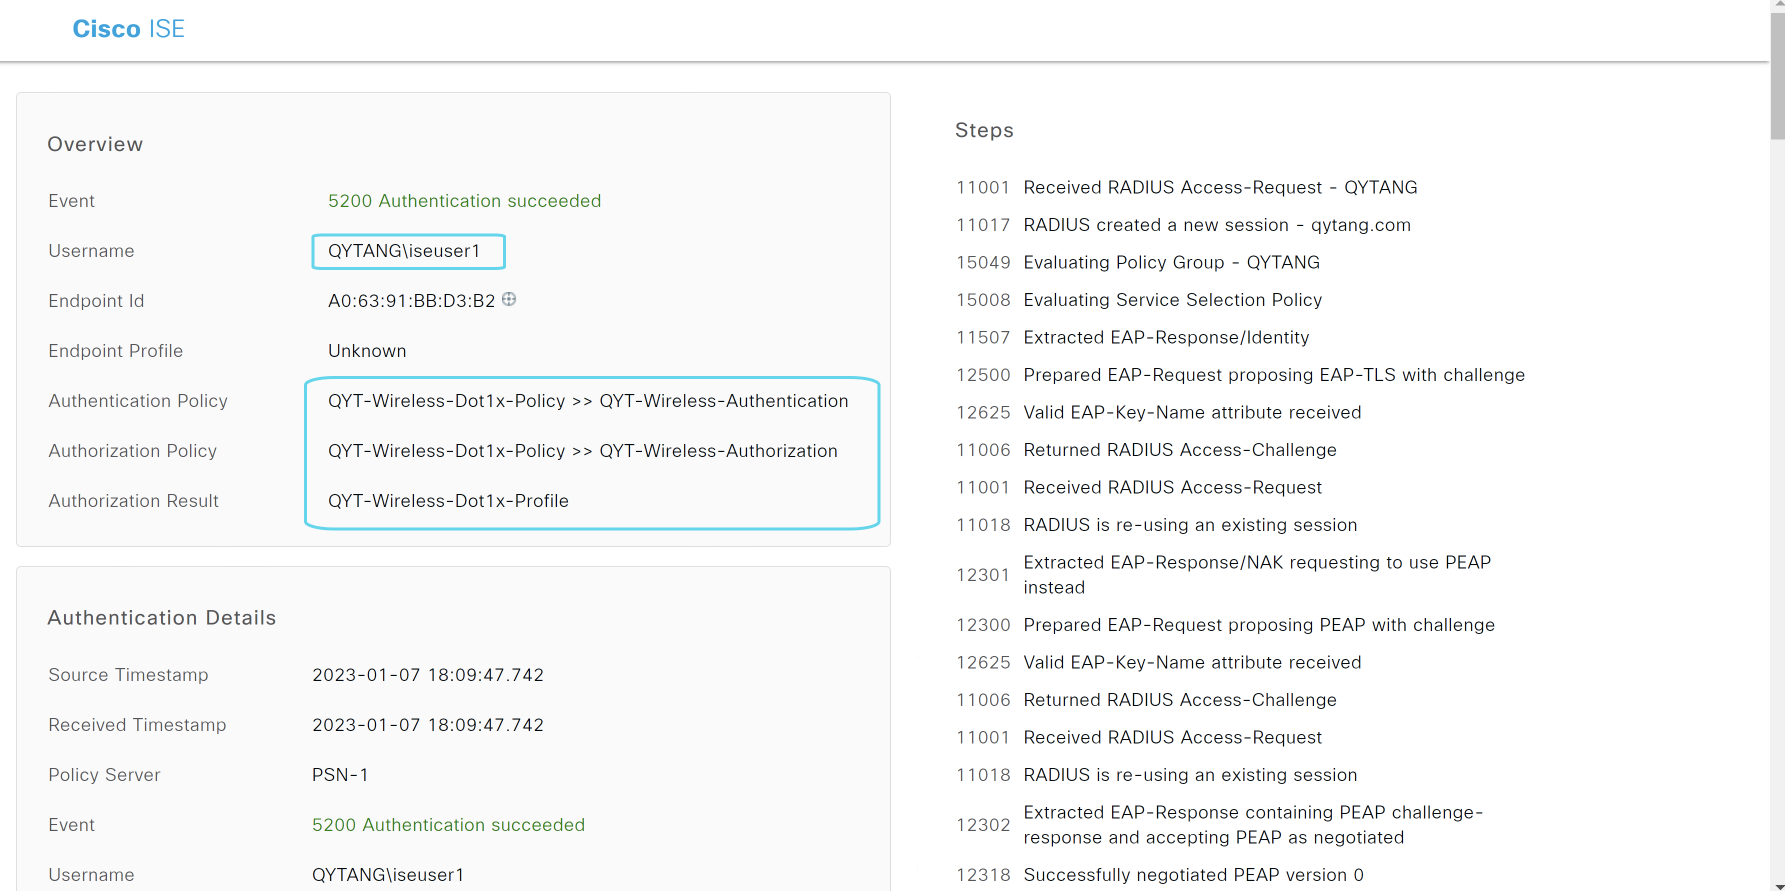 Cisco ISE
Overview
Event 5200 Authentication succeeded
Username QYTANG\iseuser1
Endpoint Id A0:63:91:BB:D3:B2
Endpoint Profile Unknown
Authentication Policy QYT-Wireless-Dot1x-Policy >> QYT-Wireless-Authentication
Authorization Policy QYT-Wireless-Dot1x-Policy >> QYT-Wireless-Authorization
Authorization Result QYT-Wireless-Dot1x-Profile
Authentication Details
Source Timestamp 2023-01-07 18:09:47.742
Received Timestamp 2023-01-07 18:09:47.742
Policy Server PSN-1
Event 5200 Authentication succeeded
Username QYTANG\iseuser1
Steps
11001 Received RADIUS Access-Request - QYTANG
11017 RADIUS created a new session - qytang.com
15049 Evaluating Policy Group - QYTANG
15008 Evaluating Service Selection Policy
11507 Extracted EAP-Response/Identity
12500 Prepared EAP-Request proposing EAP-TLS with challenge
12625 Valid EAP-Key-Name attribute received
11006 Returned RADIUS Access-Challenge
11001 Received RADIUS Access-Request
11018 RADIUS is re-using an existing session
12301 Extracted EAP-Response/NAK requesting to use PEAP
instead
12300 Prepared EAP-Request proposing PEAP with challenge
12625 Valid EAP-Key-Name attribute received
11006 Returned RADIUS Access-Challenge
11001 Received RADIUS Access-Request
11018 RADIUS is re-using an existing session
12302 Extracted EAP-Response containing PEAP challenge-
response and accepting PEAP as negotiated
12318 Successfully negotiated PEAP version 0